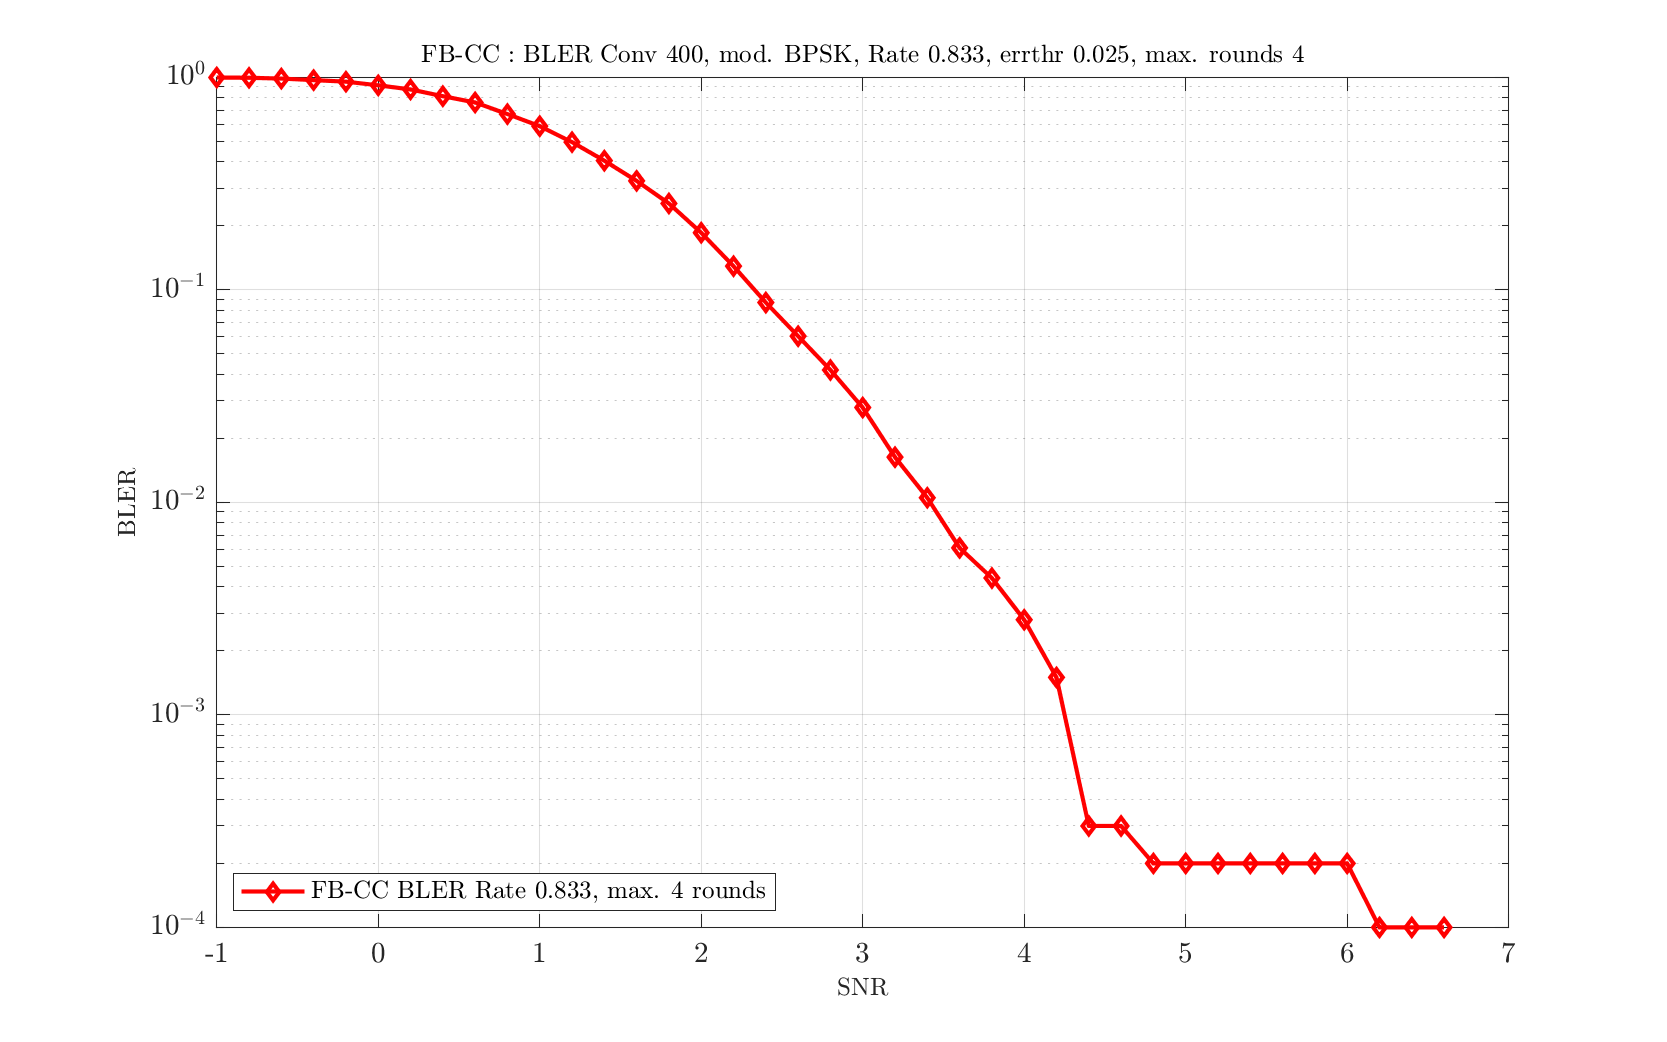 FB-CC : BLER Conv 400, mod. BPSK, Rate 0.833, errthr 0.025, max. rounds 4
10^0
10^-1
10^-2
10^-3
10^-4
BLER
FB-CC BLER Rate 0.833, max. 4 rounds
-1 0 1 2 3 4 5 6 7
SNR